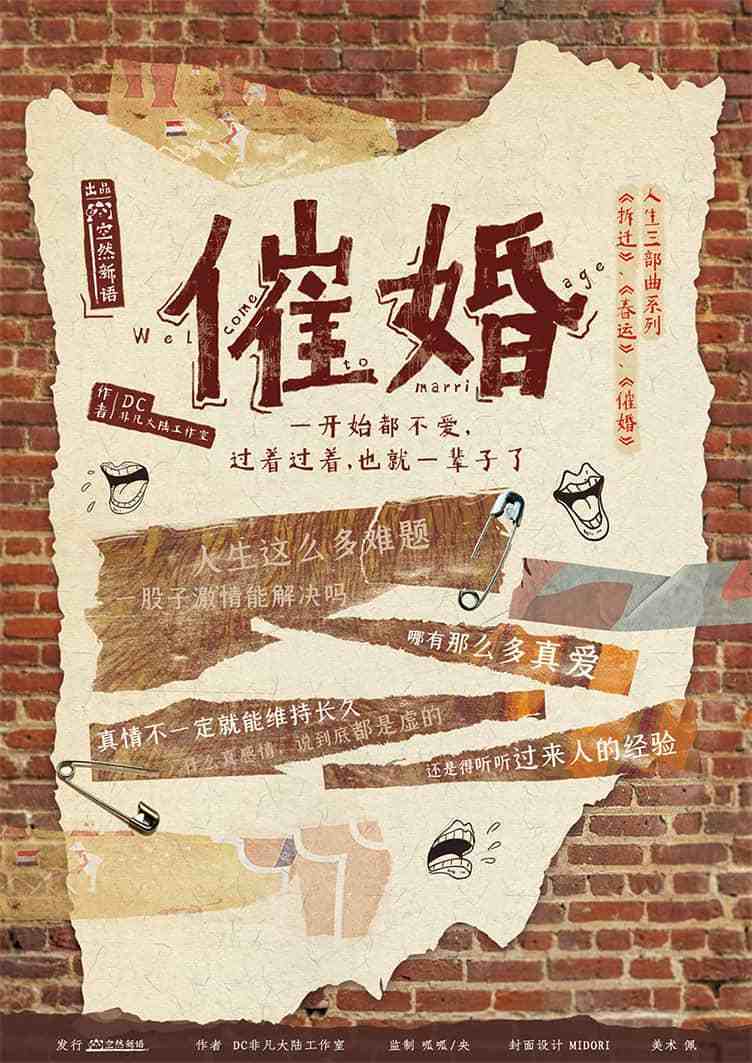 出品
空然新语
催婚
Welcome to marriage
人生三部曲系列
《拆迁》、《春运》、《催婚》
作者
DC
非凡大陆工作室
一开始都不爱，
过着过着，也就一辈子了
人生这么多难题
一股子激情能解决吗
哪有那么多真爱
真情不一定就能维持长久
什么真感情，说到底都是虚的
还是得听听过来人的经验
发行 空然新语 作者 DC非凡大陆工作室 监制 呱呱/央 封面设计 MIDORI 美术 佩